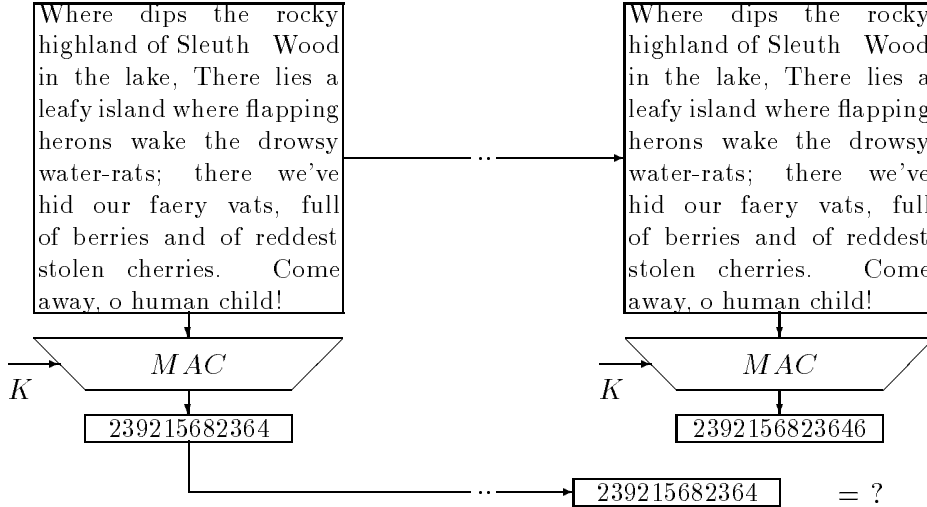 Where dips the rocky
highland of Sleuth Wood
in the lake, There lies a
leafy island where flapping
herons wake the drowsy
water-rats; there we've
hid our faery vats, full
of berries and of reddest
stolen cherries. Come
away, o human child!
Where dips the rocky
highland of Sleuth Wood
in the lake, There lies a
leafy island where flapping
herons wake the drowsy
water-rats; there we've
hid our faery vats, full
of berries and of reddest
stolen cherries. Come
away, o human child!
..
MAC
K
MAC
K
239215682364
2392156823646
..
239215682364
= ?